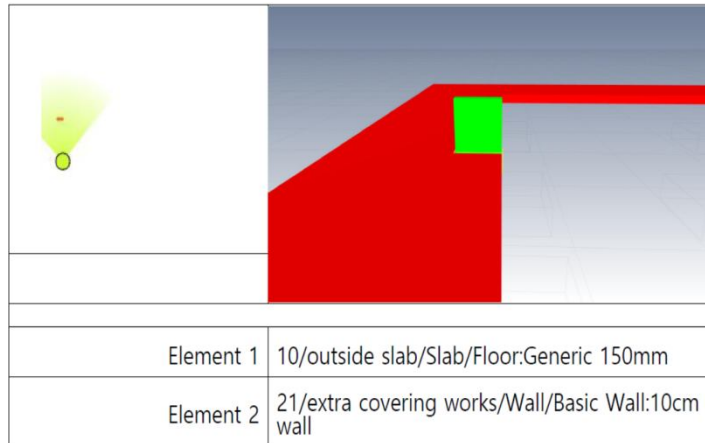 Element 1
10/outside slab/Slab/Floor:Generic 150mm
Element 2
21/extra covering works/Wall/Basic Wall:10cm
wall